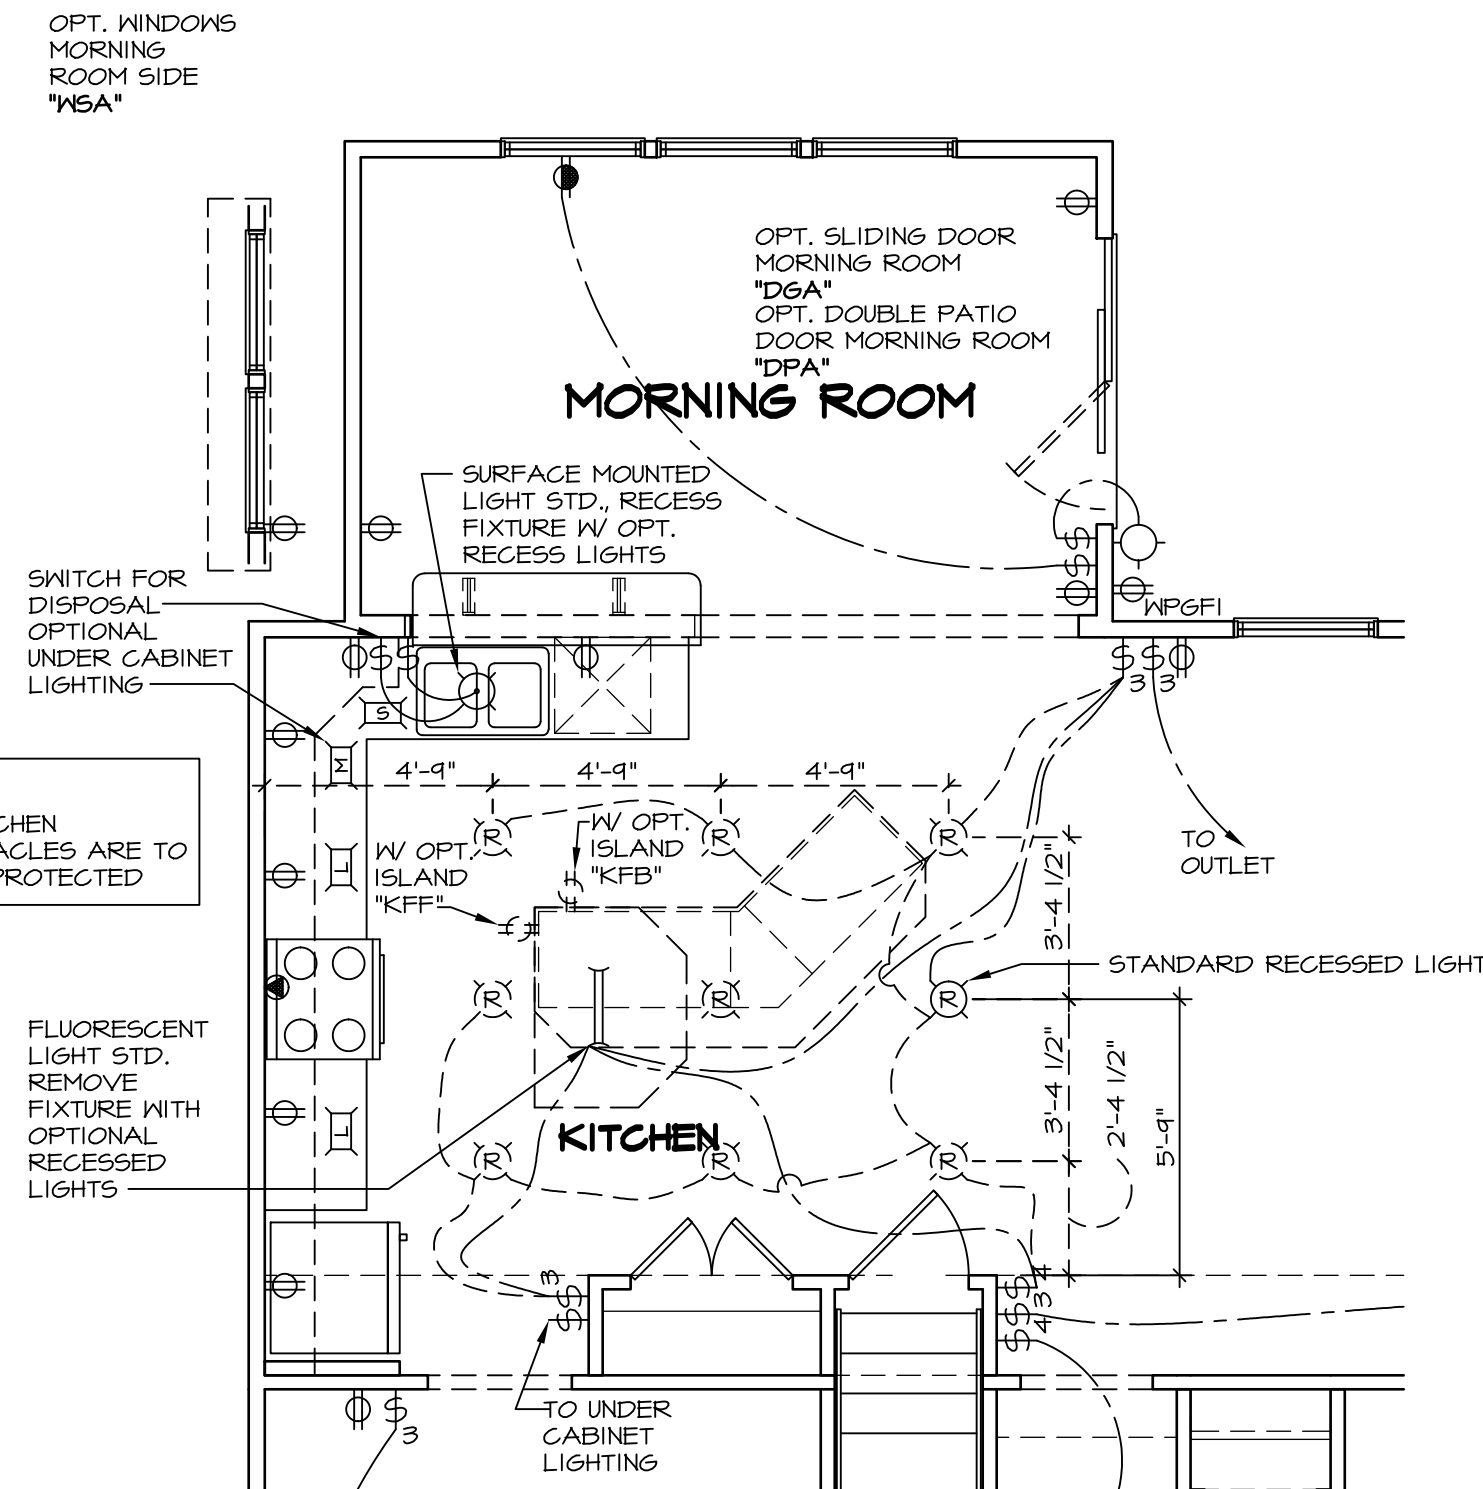 OPT. WINDOWS
MORNING
ROOM SIDE
"WSA"
OPT. SLIDING DOOR
MORNING ROOM
"DGA"
OPT. DOUBLE PATIO
DOOR MORNING ROOM
"DPA"
MORNING ROOM
SURFACE MOUNTED
LIGHT STD., RECESS
FIXTURE W/ OPT.
RECESS LIGHTS
SWITCH FOR
DISPOSAL
OPTIONAL
UNDER CABINET
LIGHTING
WPGFI
$ $
$ $
$ $
3 3
S
M
L
L
4'-9" 4'-9" 4'-9"
CHEN
ACLES ARE TO
PROTECTED
W/ OPT.
ISLAND
"KFF"
W/ OPT.
ISLAND
"KFB"
TO
OUTLET
R R R
R R R
R R R
3'-4 1/2"
3'-4 1/2"
2'-4 1/2"
5'-9"
STANDARD RECESSED LIGHT
FLUORESCENT
LIGHT STD.
REMOVE
FIXTURE WITH
OPTIONAL
RECESSED
LIGHTS
KITCHEN
$$ 3
$$
$$ 4
$$ 3
$$ 4
TO UNDER
CABINET
LIGHTING
$
3